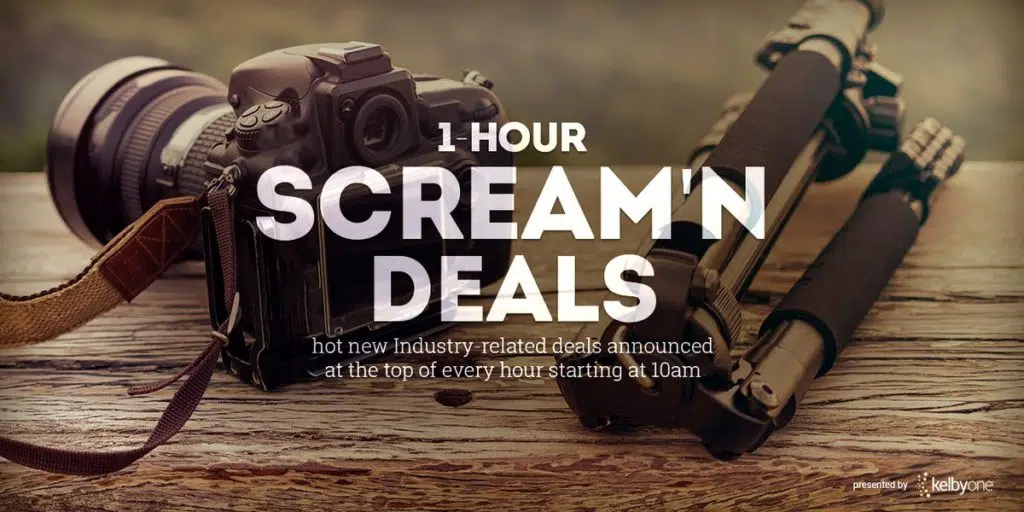 1-HOUR
SCREAM'N
DEALS
hot new Industry-related deals announced
at the top of every hour starting at 10am
presented by kelbyone